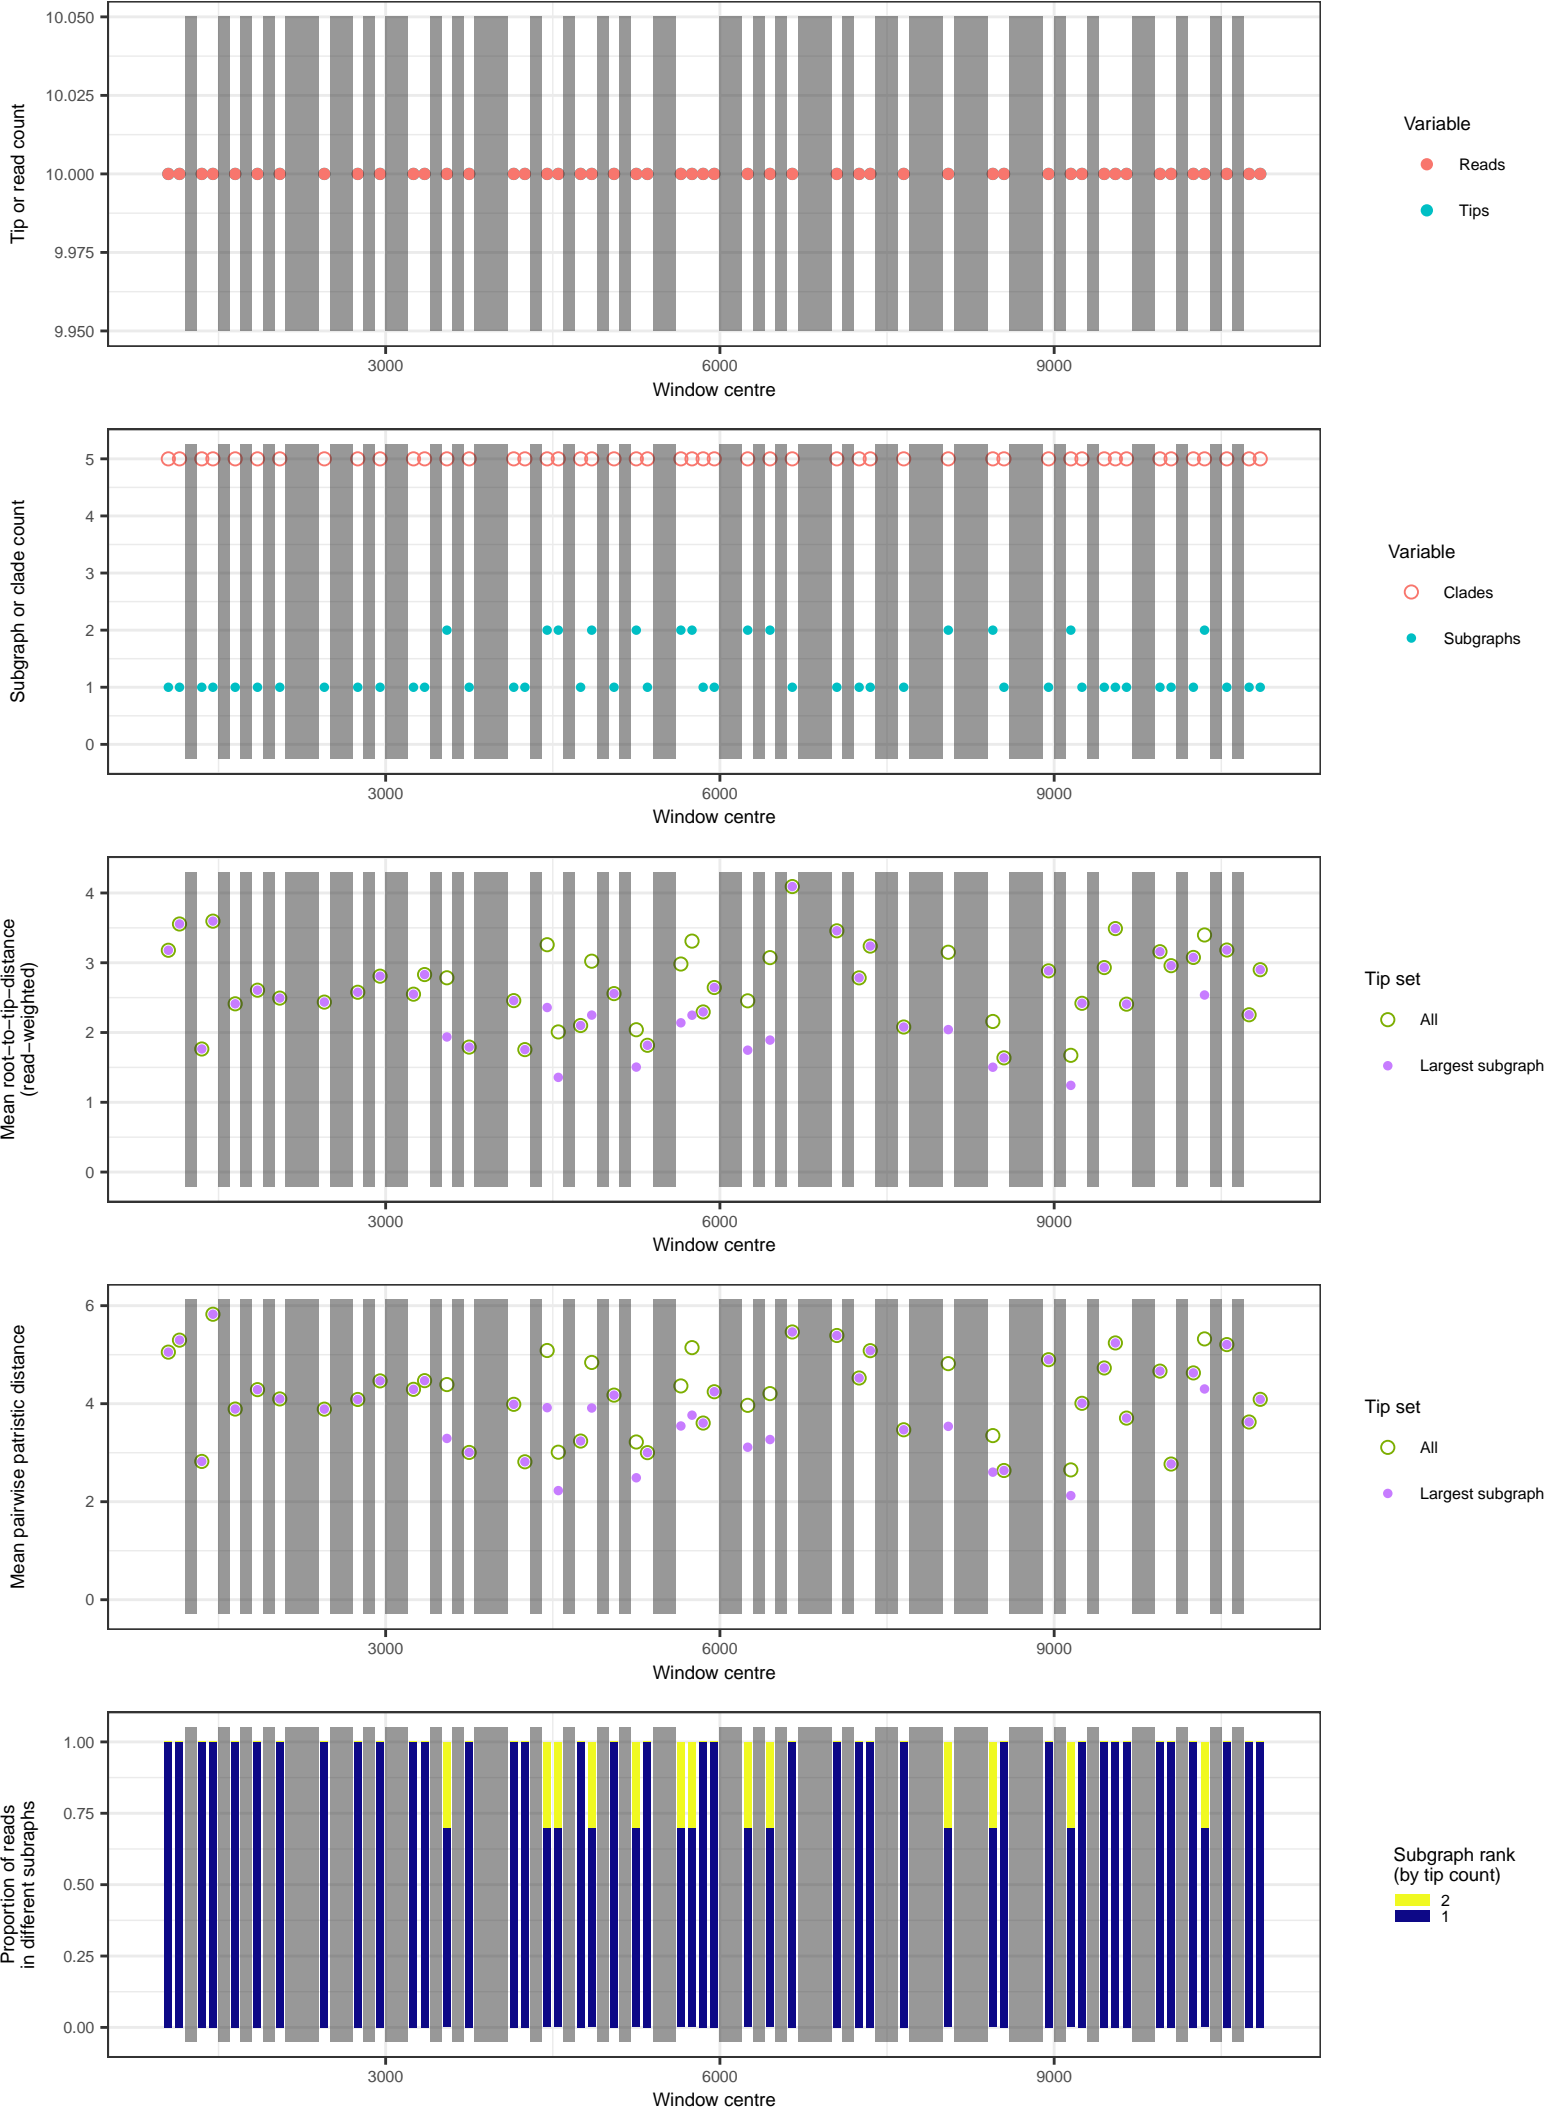 10.050
10.025
10.000
9.975
9.950
Tip or read count
3000
6000
9000
Window centre
Variable
Reads
Tips
5
4
3
2
1
0
Subgraph or clade count
3000
6000
9000
Window centre
Variable
Clades
Subgraphs
4
3
2
1
0
Mean root−to−tip−distance
(read−weighted)
3000
6000
9000
Window centre
Tip set
All
Largest subgraph
6
4
2
0
Mean pairwise patristic distance
3000
6000
9000
Window centre
Tip set
All
Largest subgraph
1.00
0.75
0.50
0.25
0.00
Proportion of reads
in different subraphs
3000
6000
9000
Window centre
Subgraph rank
(by tip count)
2
1